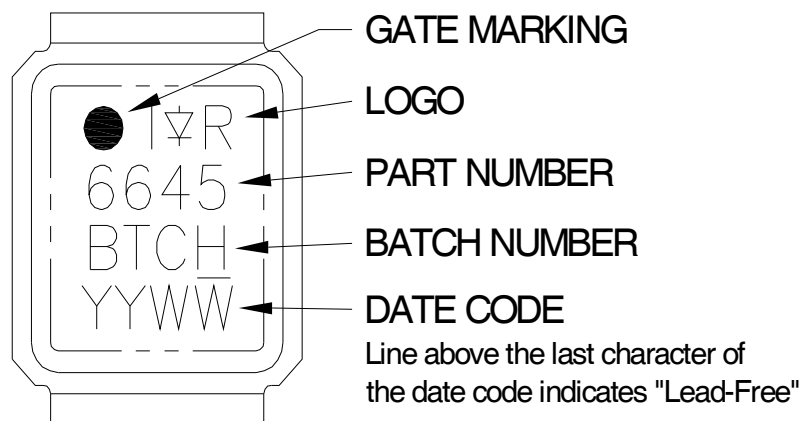 GATE MARKING
I R
LOGO
6645
PART NUMBER
BTCH
BATCH NUMBER
YYWW
DATE CODE
Line above the last character of
the date code indicates "Lead-Free"